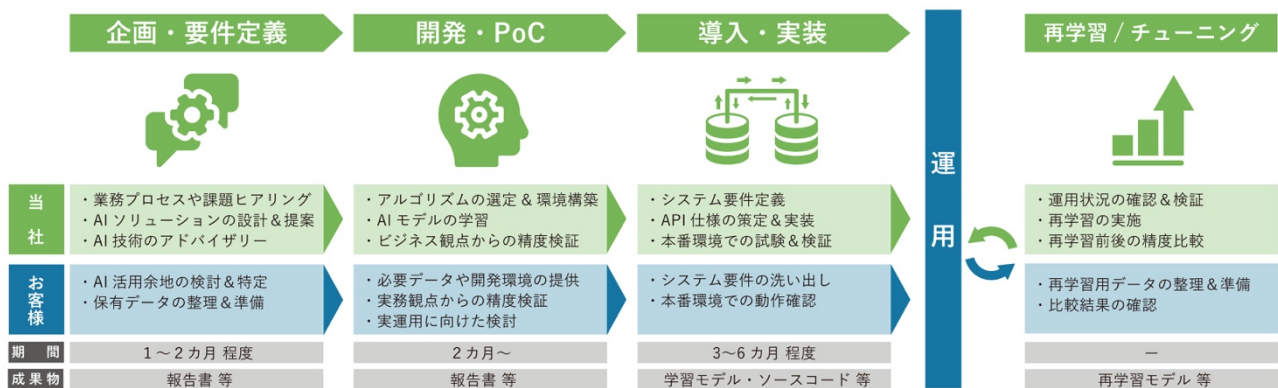 企画・要件定義
開発・PoC
導入・実装
運用
再学習 / チューニング
当社
・業務プロセスや課題ヒアリング
・AI ソリューションの設計 & 提案
・AI 技術のアドバイザリー
・アルゴリズムの選定 & 環境構築
・AI モデルの学習
・ビジネス観点からの精度検証
・システム要件定義
・API 仕様の策定 & 実装
・本番環境での試験&検証
・運用状況の確認&検証
・再学習の実施
・再学習前後の精度比較
お客様
・AI 活用余地の検討&特定
・保有データの整理&準備
・必要データや開発環境の提供
・実務観点からの精度検証
・実運用に向けた検討
・システム要件の洗い出し
・本番環境での動作確認
・再学習用データの整理&準備
・比較結果の確認
期 間
1〜2 カ月 程度
2 カ月〜
3〜6 カ月 程度
—
成果物
報告書 等
報告書 等
学習モデル・ソースコード 等
再学習モデル 等